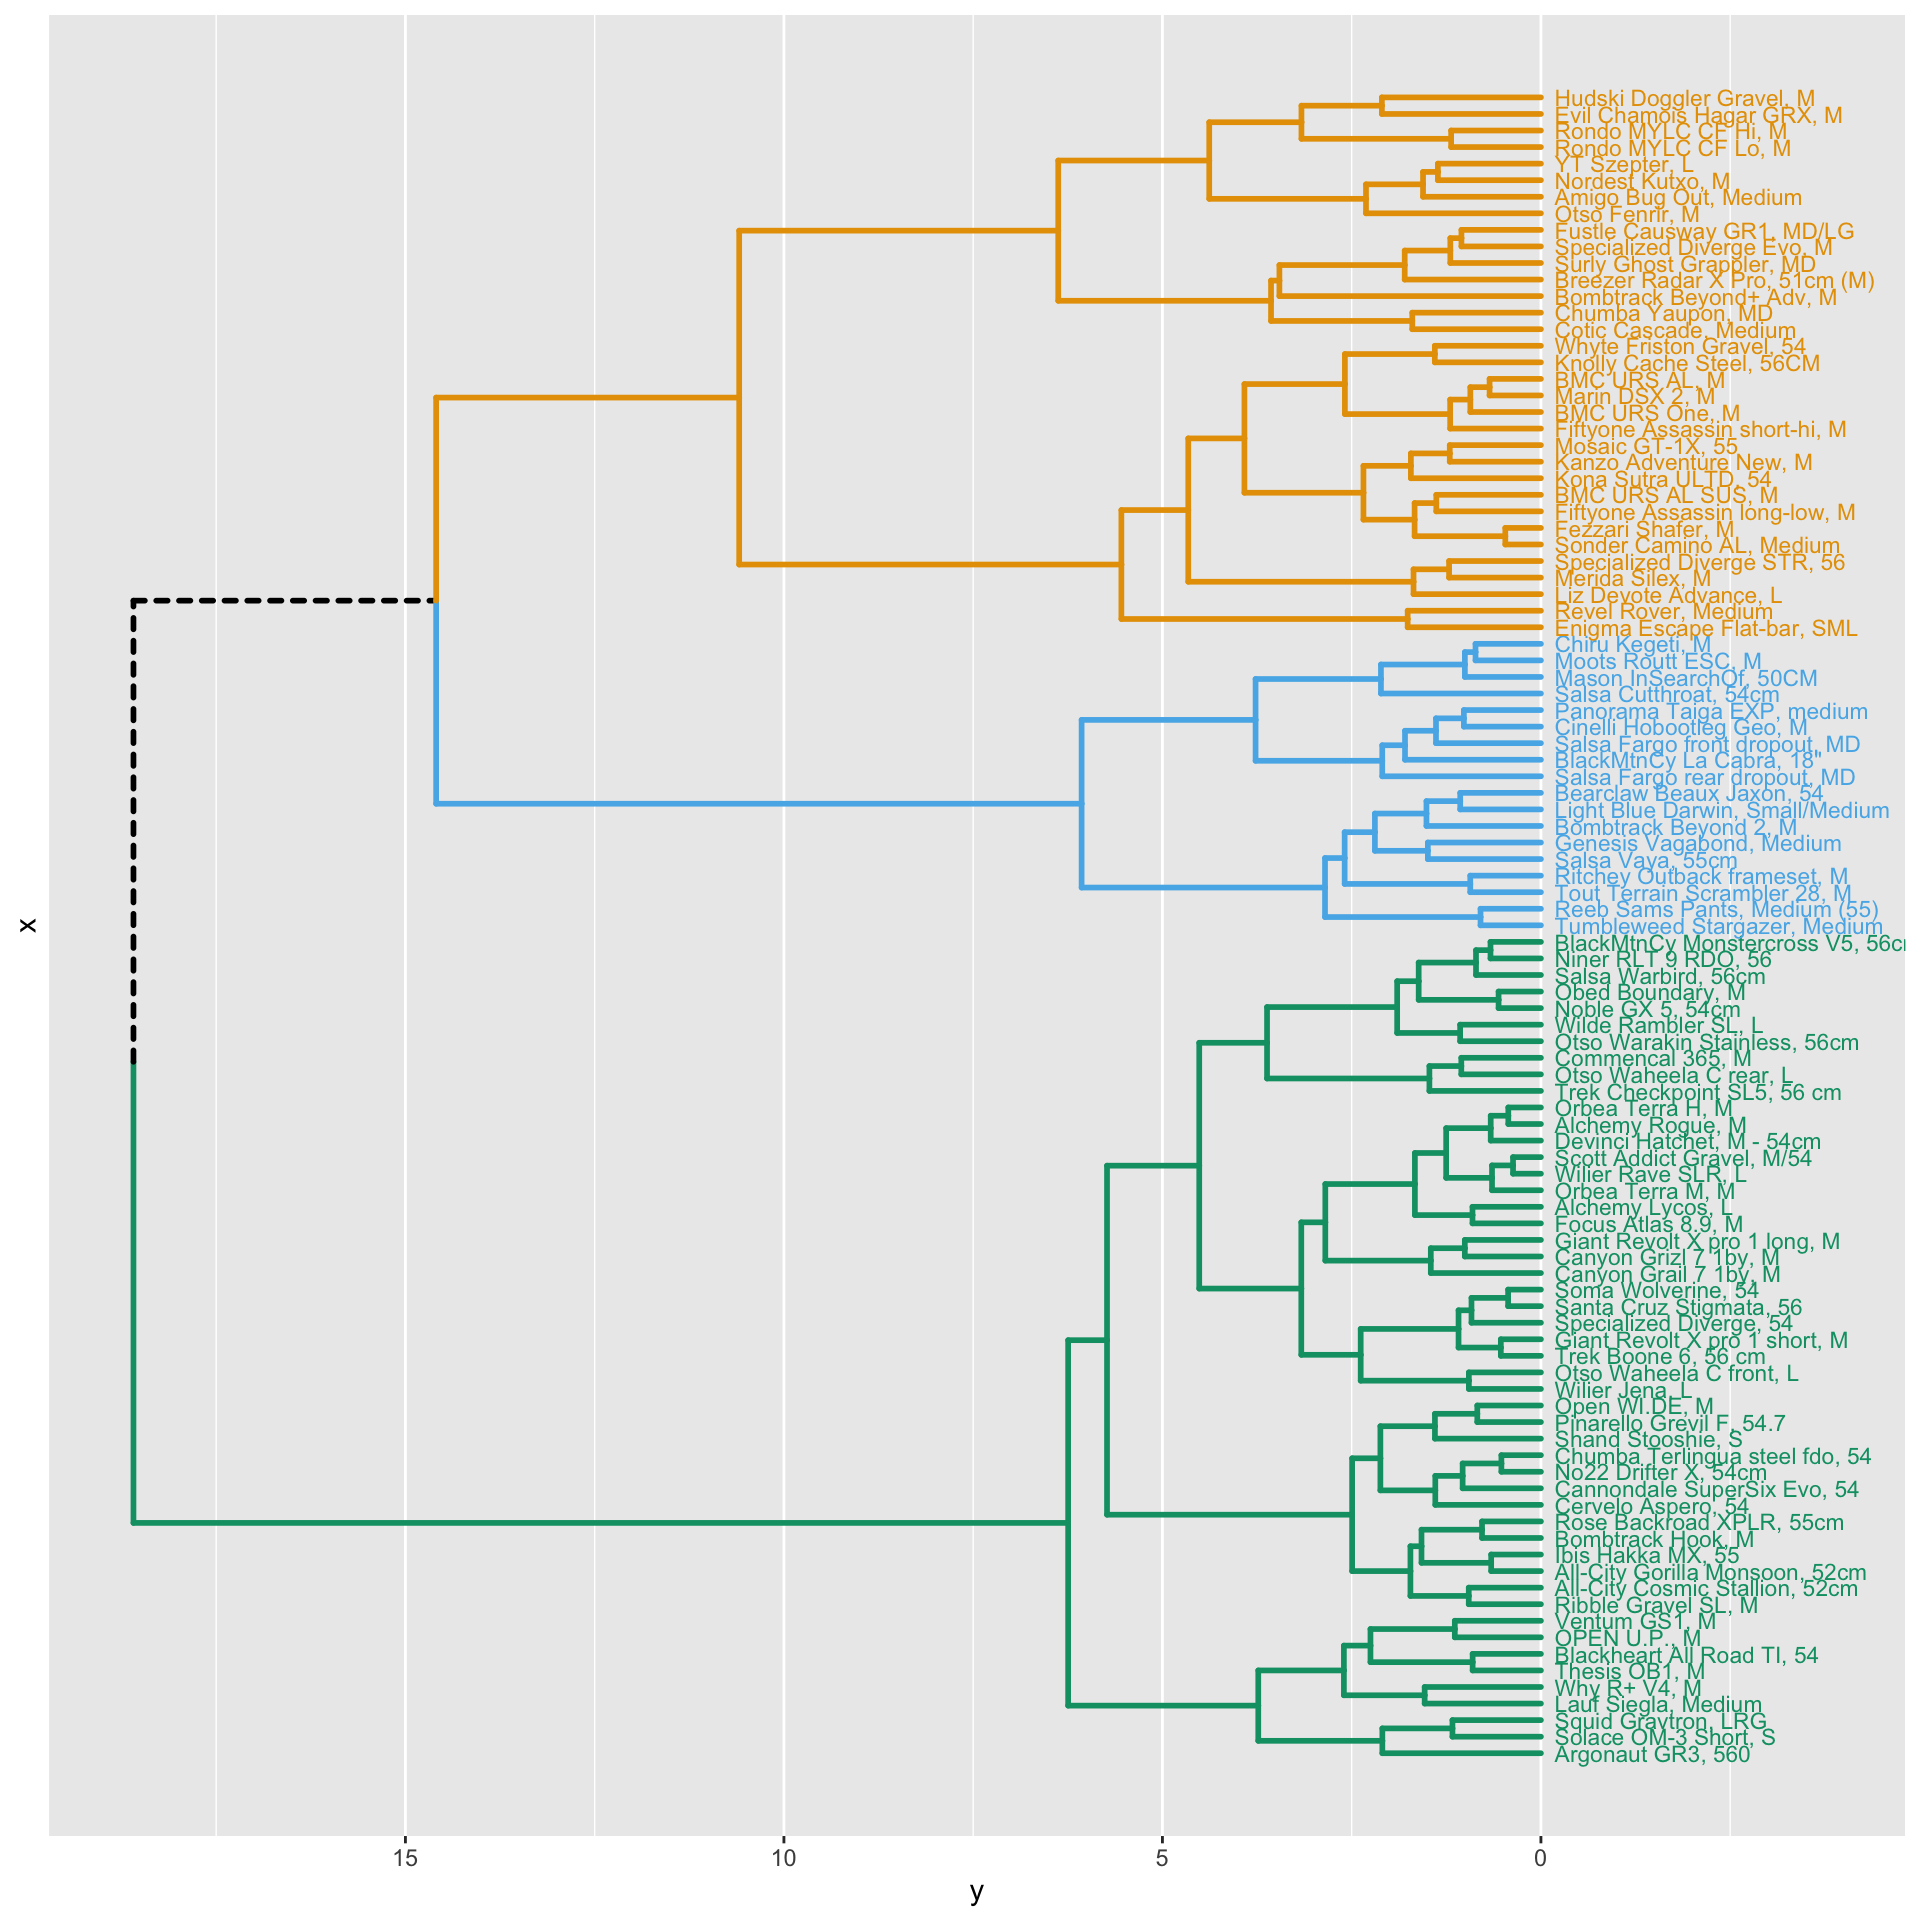 Hudski Doggler Gravel, M
Evil Chamois Hagar GRX, M
Rondo MYLC CF Hi, M
Rondo MYLC CF Lo, M
YT Szepter, L
Nordest Kutxo, M
Amigo Bug Out, Medium
Otso Fenrir, M
Fustle Causway GR1, MD/LG
Specialized Diverge Evo, M
Surly Ghost Grappler, MD
Breezer Radar X Pro, 51cm (M)
Bombtrack Beyond+ Adv, M
Chumba Yaupon, MD
Cotic Cascade, Medium
Whyte Friston Gravel, 54
Knolly Cache Steel, 56CM
BMC URS AL, M
Marin DSX 2, M
BMC URS One, M
Fiftyone Assassin short-hi, M
Mosaic GT-1X, 55
Kanzo Adventure New, M
Kona Sutra ULTD, 54
BMC URS AL SUS, M
Fiftyone Assassin long-low, M
Fezzari Shafer, M
Sonder Camino AL, Medium
Specialized Diverge STR, 56
Merida Silex, M
Liz Devote Advance, L
Revel Rover, Medium
Enigma Escape Flat-bar, SML
Chiru Kegeti, M
Moots Routt ESC, M
Mason InSearchOf, 50CM
Salsa Cutthroat, 54cm
Panorama Taiga EXP, medium
Cinelli Hobootleg Geo, M
Salsa Fargo front dropout, MD
BlackMtnCy La Cabra, 18"
Salsa Fargo rear dropout, MD
Bearclaw Beaux Jaxon, 54
Light Blue Darwin, Small/Medium
Bombtrack Beyond 2, M
Genesis Vagabond, Medium
Salsa Vaya, 55cm
Ritchey Outback frameset, M
Tout Terrain Scrambler 28, M
Reeb Sams Pants, Medium (55)
Tumbleweed Stargazer, Medium
BlackMtnCy Monstercross V5, 56c
Niner RLT 9 RDO, 56
Salsa Warbird, 56cm
Obed Boundary, M
Noble GX 5, 54cm
Wilde Rambler SL, L
Otso Warakin Stainless, 56cm
Commencal 365, M
Otso Waheela C rear, L
Trek Checkpoint SL5, 56 cm
Orbea Terra H, M
Alchemy Rogue, M
Devinci Hatchet, M - 54cm
Scott Addict Gravel, M/54
Wilier Rave SLR, L
Orbea Terra M, M
Alchemy Lycos, L
Focus Atlas 8.9, M
Giant Revolt X pro 1 long, M
Canyon Grizl 7 1by, M
Canyon Grail 7 1by, M
Soma Wolverine, 54
Santa Cruz Stigmata, 56
Specialized Diverge, 54
Giant Revolt X pro 1 short, M
Trek Boone 6, 56 cm
Otso Waheela C front, L
Wilier Jena, L
Open WI.DE, M
Pinarello Grevil F, 54.7
Shand Stooshie, S
Chumba Terlingua steel fdo, 54
No22 Drifter X, 54cm
Cannondale SuperSix Evo, 54
Cervelo Aspero, 54
Rose Backroad XPLR, 55cm
Bombtrack Hook, M
Ibis Hakka MX, 55
All-City Gorilla Monsoon, 52cm
All-City Cosmic Stallion, 52cm
Ribble Gravel SL, M
Ventum GS1, M
OPEN U.P., M
Blackheart All Road TI, 54
Thesis OB1, M
Why R+ V4, M
Lauf Siegla, Medium
Squid Gravtron, LRG
Solace OM-3 Short, S
Argonaut GR3, 560
x
15 10 5 0
y